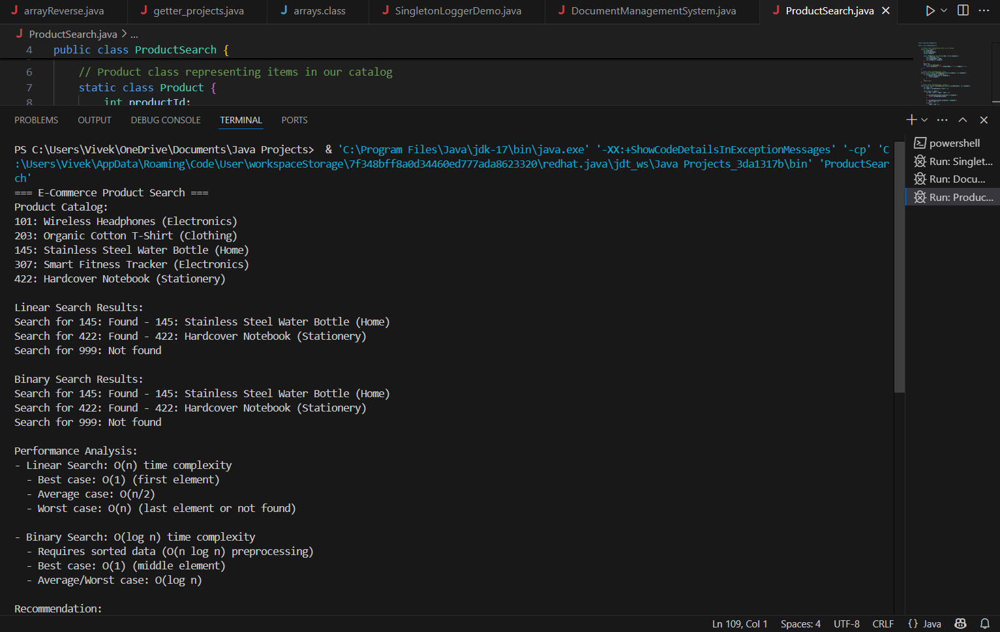 arrayReverse.java getter_projects.java arrays.class SingletonLoggerDemo.java DocumentManagementSystem.java ProductSearch.java
ProductSearch.java > ...
4 public class ProductSearch {
6 // Product class representing items in our catalog
7 static class Product {
8 int productId;
PROBLEMS OUTPUT DEBUG CONSOLE TERMINAL PORTS
PS C:\Users\Vivek\OneDrive\Documents\Java Projects> & 'C:\Program Files\Java\jdk-17\bin\java.exe' '-XX:+ShowCodeDetailsInExceptionMessages' '-cp' 'C
:\Users\Vivek\AppData\Roaming\Code\User\workspaceStorage\7f348bff8a0d34460ed777ada8623320\redhat.java\jdt_ws\Java Projects_3da1317b\bin' 'ProductSear
ch'
=== E-Commerce Product Search ===
Product Catalog:
101: Wireless Headphones (Electronics)
203: Organic Cotton T-Shirt (Clothing)
145: Stainless Steel Water Bottle (Home)
307: Smart Fitness Tracker (Electronics)
422: Hardcover Notebook (Stationery)
Linear Search Results:
Search for 145: Found - 145: Stainless Steel Water Bottle (Home)
Search for 422: Found - 422: Hardcover Notebook (Stationery)
Search for 999: Not found
Binary Search Results:
Search for 145: Found - 145: Stainless Steel Water Bottle (Home)
Search for 422: Found - 422: Hardcover Notebook (Stationery)
Search for 999: Not found
Performance Analysis:
- Linear Search: O(n) time complexity
- Best case: O(1) (first element)
- Average case: O(n/2)
- Worst case: O(n) (last element or not found)
- Binary Search: O(log n) time complexity
- Requires sorted data (O(n log n) preprocessing)
- Best case: O(1) (middle element)
- Average/Worst case: O(log n)
Recommendation:
powershell
Run: Singlet...
Run: Docu...
Run: Produc...
Ln 109, Col 1 Spaces: 4 UTF-8 CRLF {} Java